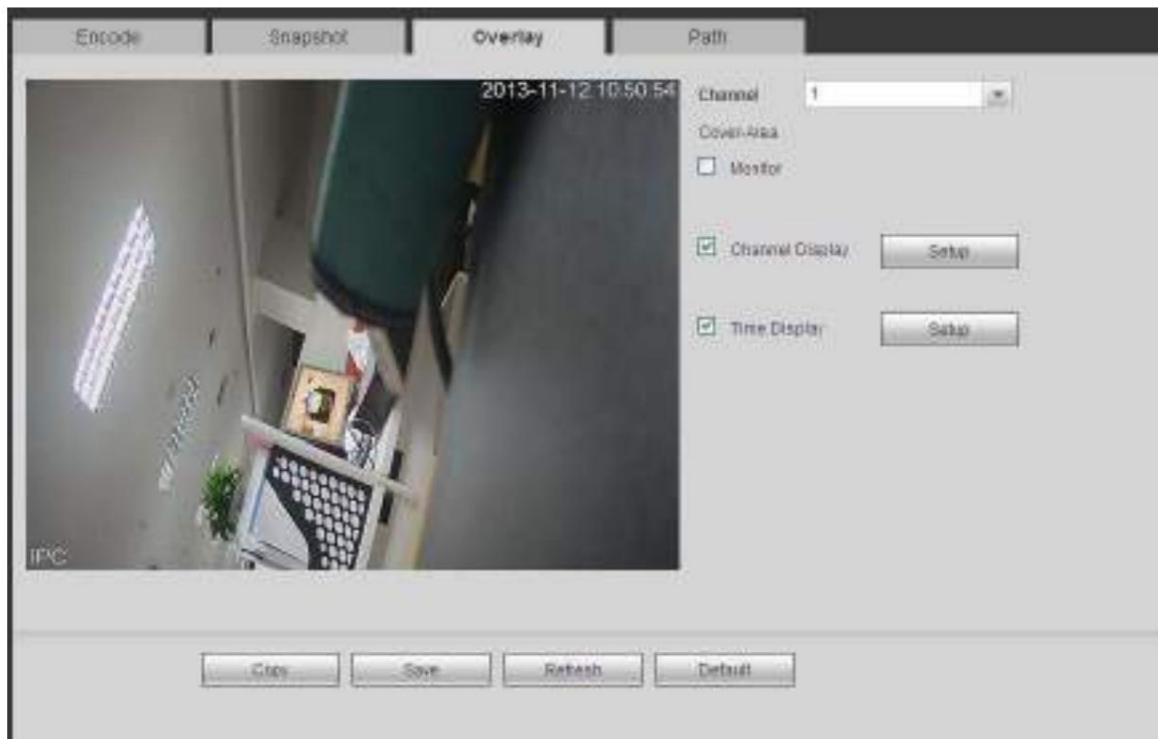 Encode Snapshot Overlay Path
2013-11-12 10:50:54
Channel 1
Cover-Area
Monitor
Channel Display Setup
Time Display Setup
IPC
Copy Save Refresh Default